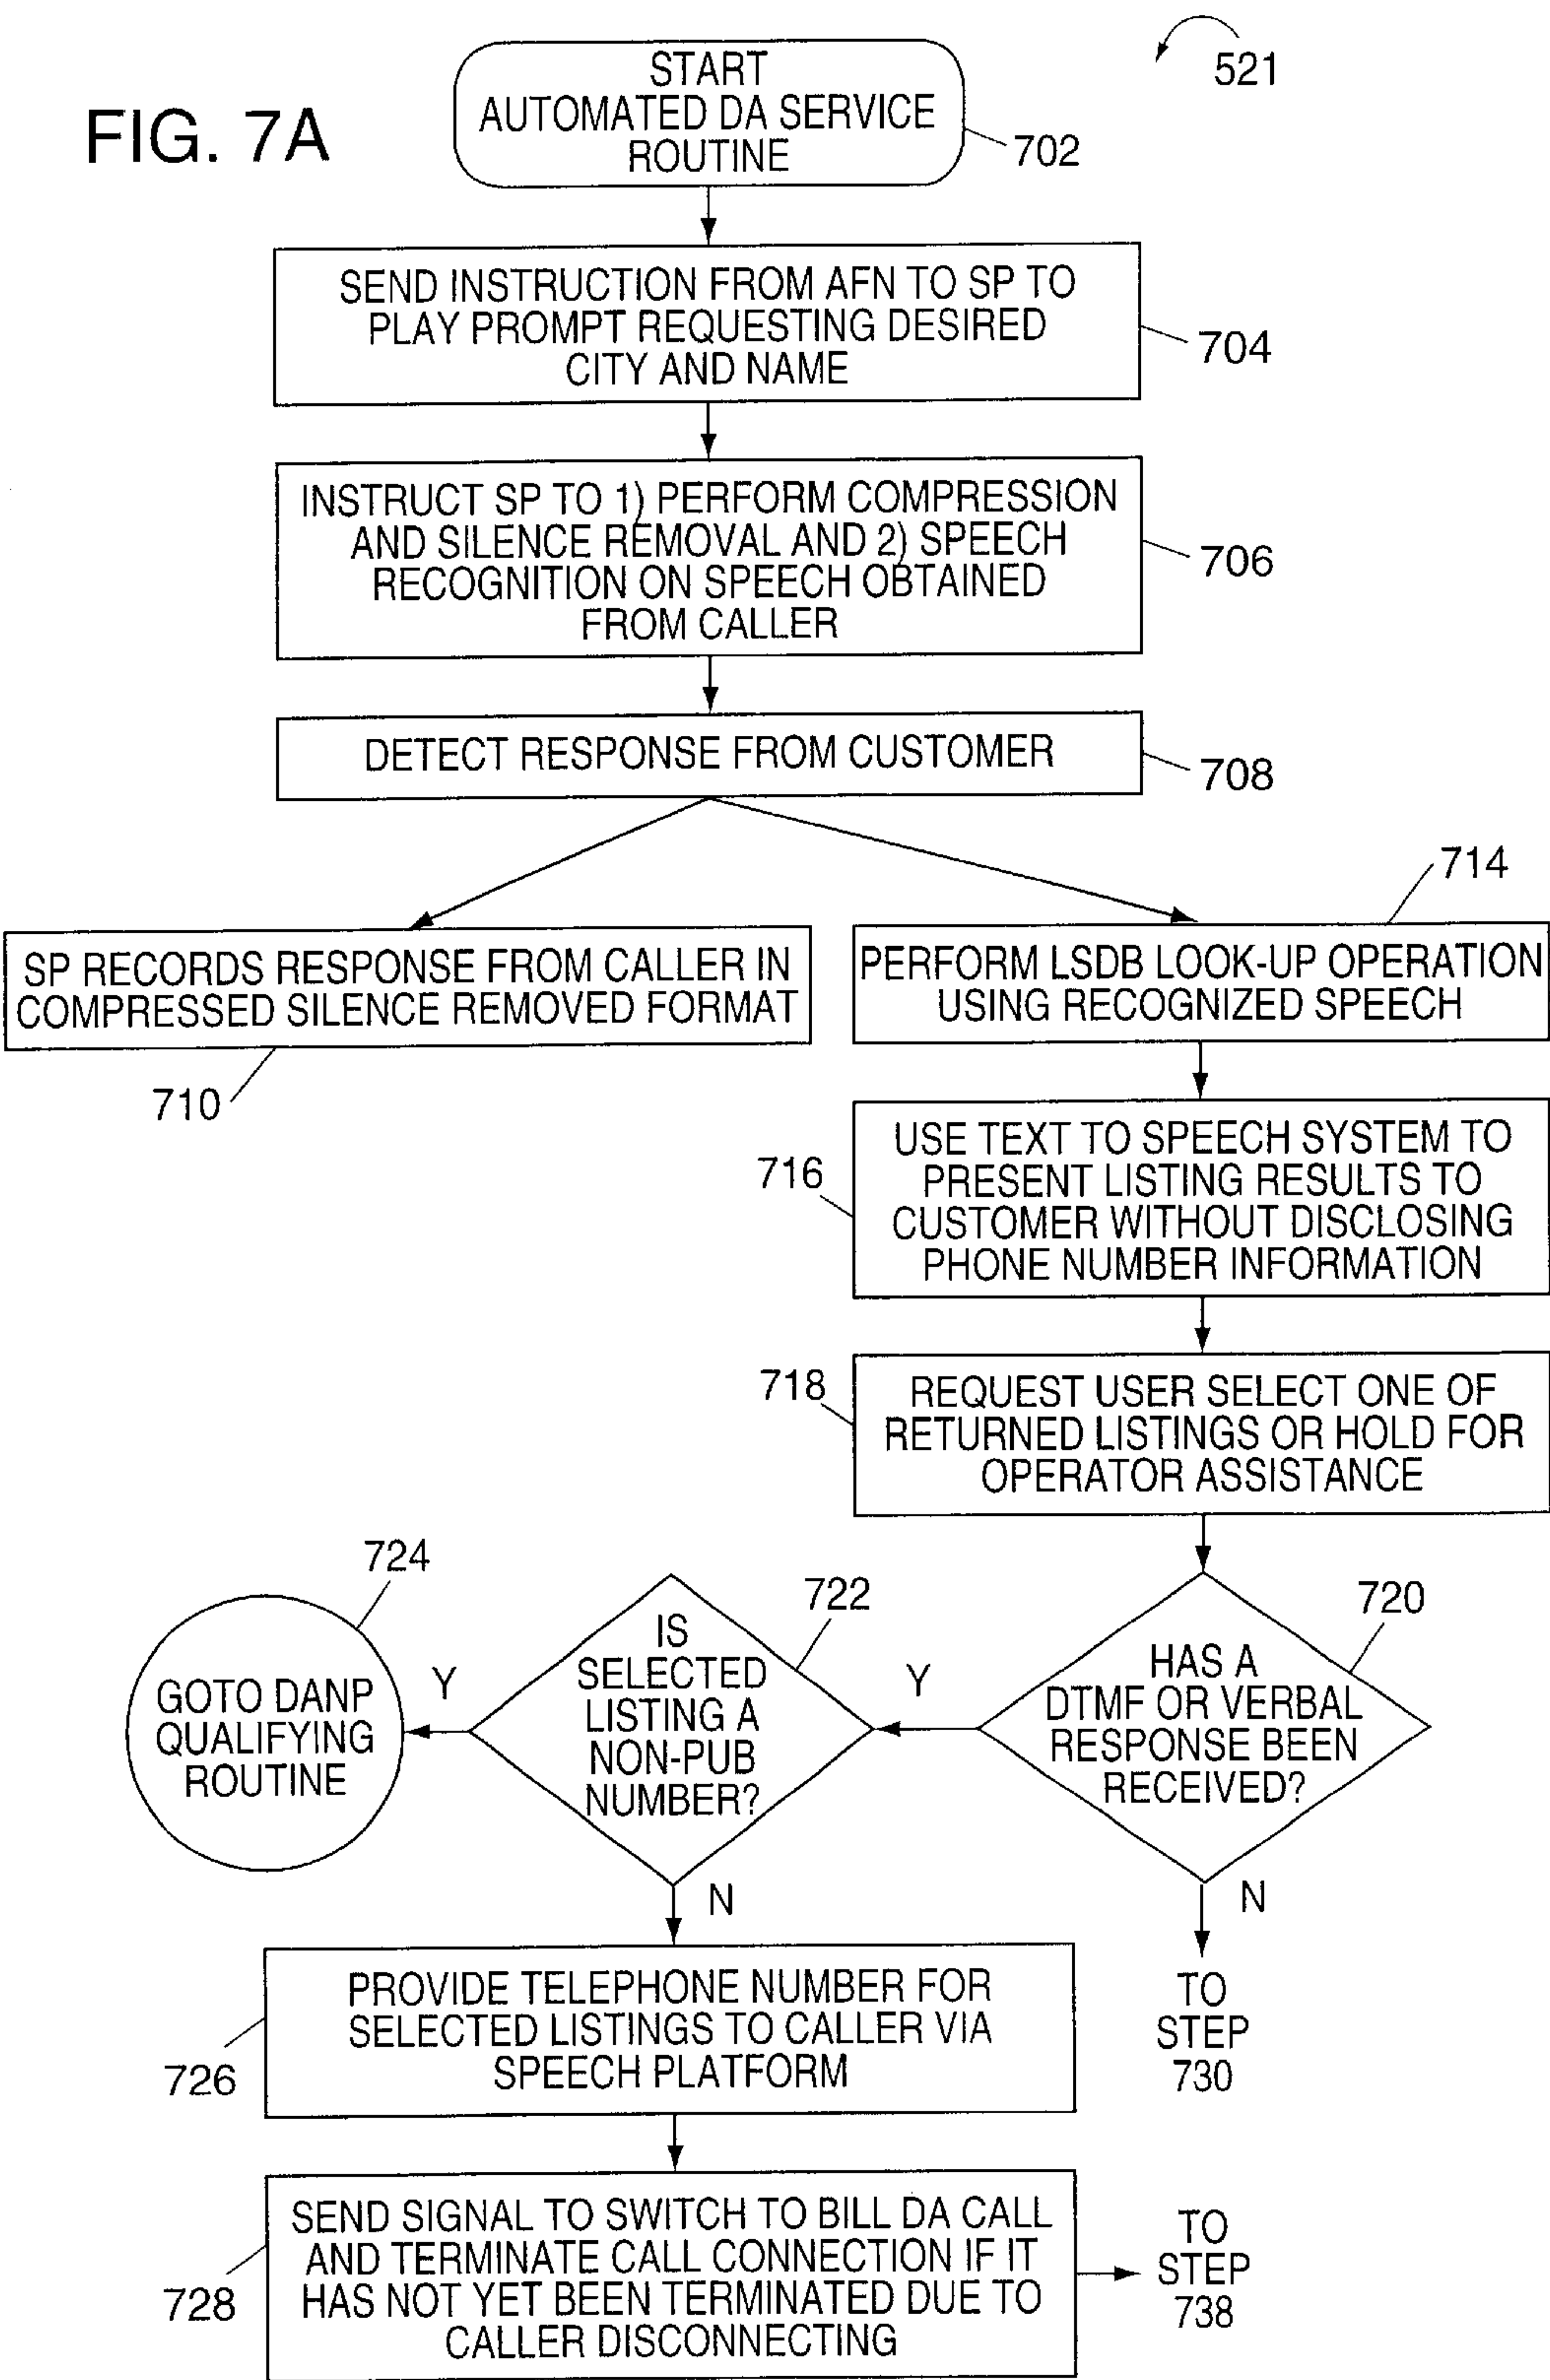 FIG. 7A
521
START
AUTOMATED DA SERVICE
ROUTINE
702
SEND INSTRUCTION FROM AFN TO SP TO
PLAY PROMPT REQUESTING DESIRED
CITY AND NAME
704
INSTRUCT SP TO 1) PERFORM COMPRESSION
AND SILENCE REMOVAL AND 2) SPEECH
RECOGNITION ON SPEECH OBTAINED
FROM CALLER
706
DETECT RESPONSE FROM CUSTOMER
708
SP RECORDS RESPONSE FROM CALLER IN
COMPRESSED SILENCE REMOVED FORMAT
710
714
PERFORM LSDB LOOK-UP OPERATION
USING RECOGNIZED SPEECH
716
USE TEXT TO SPEECH SYSTEM TO
PRESENT LISTING RESULTS TO
CUSTOMER WITHOUT DISCLOSING
PHONE NUMBER INFORMATION
718
REQUEST USER SELECT ONE OF
RETURNED LISTINGS OR HOLD FOR
OPERATOR ASSISTANCE
720
HAS A
DTMF OR VERBAL
RESPONSE BEEN
RECEIVED?
Y
N
TO
STEP
730
722
IS
SELECTED
LISTING A
NON-PUB
NUMBER?
Y
N
724
GOTO DANP
QUALIFYING
ROUTINE
PROVIDE TELEPHONE NUMBER FOR
SELECTED LISTINGS TO CALLER VIA
SPEECH PLATFORM
726
SEND SIGNAL TO SWITCH TO BILL DA CALL
AND TERMINATE CALL CONNECTION IF IT
HAS NOT YET BEEN TERMINATED DUE TO
CALLER DISCONNECTING
728
TO
STEP
738